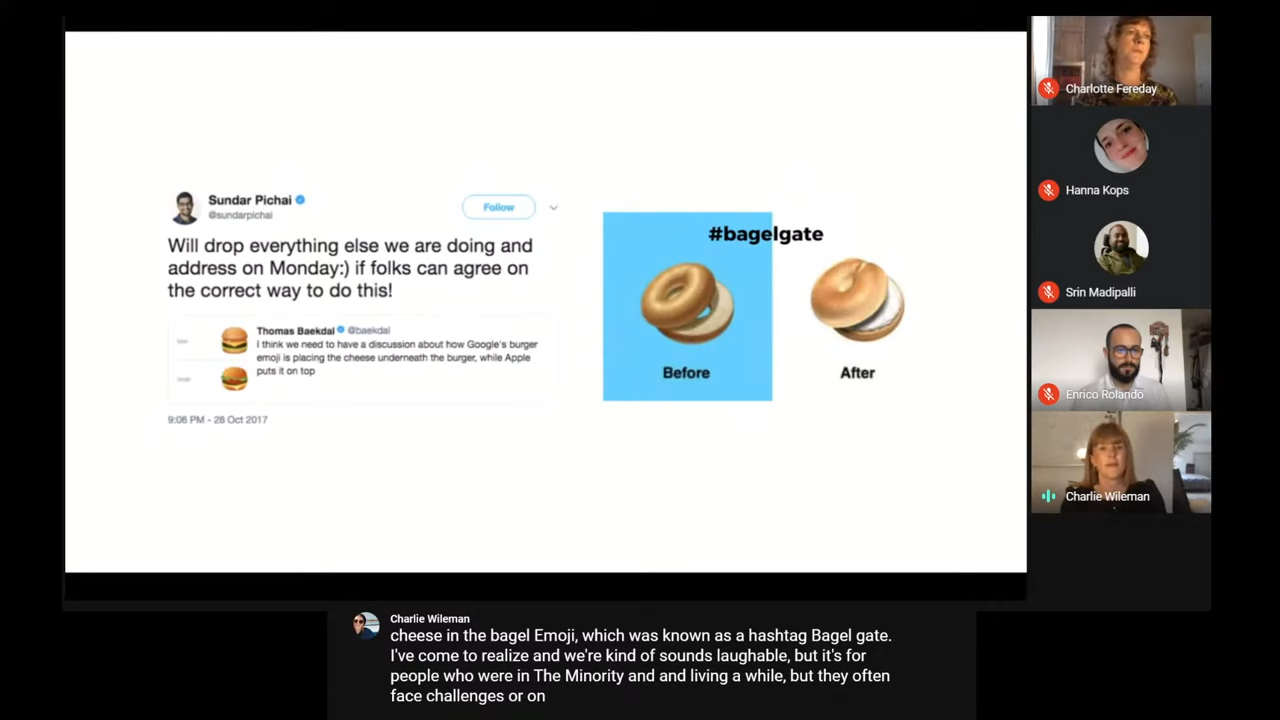 Sundar Pichai
@sundarpichai
Follow
Will drop everything else we are doing and
address on Monday:) if folks can agree on
the correct way to do this!
Thomas Baekdal @baekdal
I think we need to have a discussion about how Google's burger
emoji is placing the cheese underneath the burger, while Apple
puts it on top
9:06 PM - 28 Oct 2017
#bagelgate
Before
After
Charlotte Fereday
Hanna Kops
Srin Madipalli
Enrico Rolando
Charlie Wileman
Charlie Wileman
cheese in the bagel Emoji, which was known as a hashtag Bagel gate.
I've come to realize and we're kind of sounds laughable, but it's for
people who were in The Minority and and living a while, but they often
face challenges or on